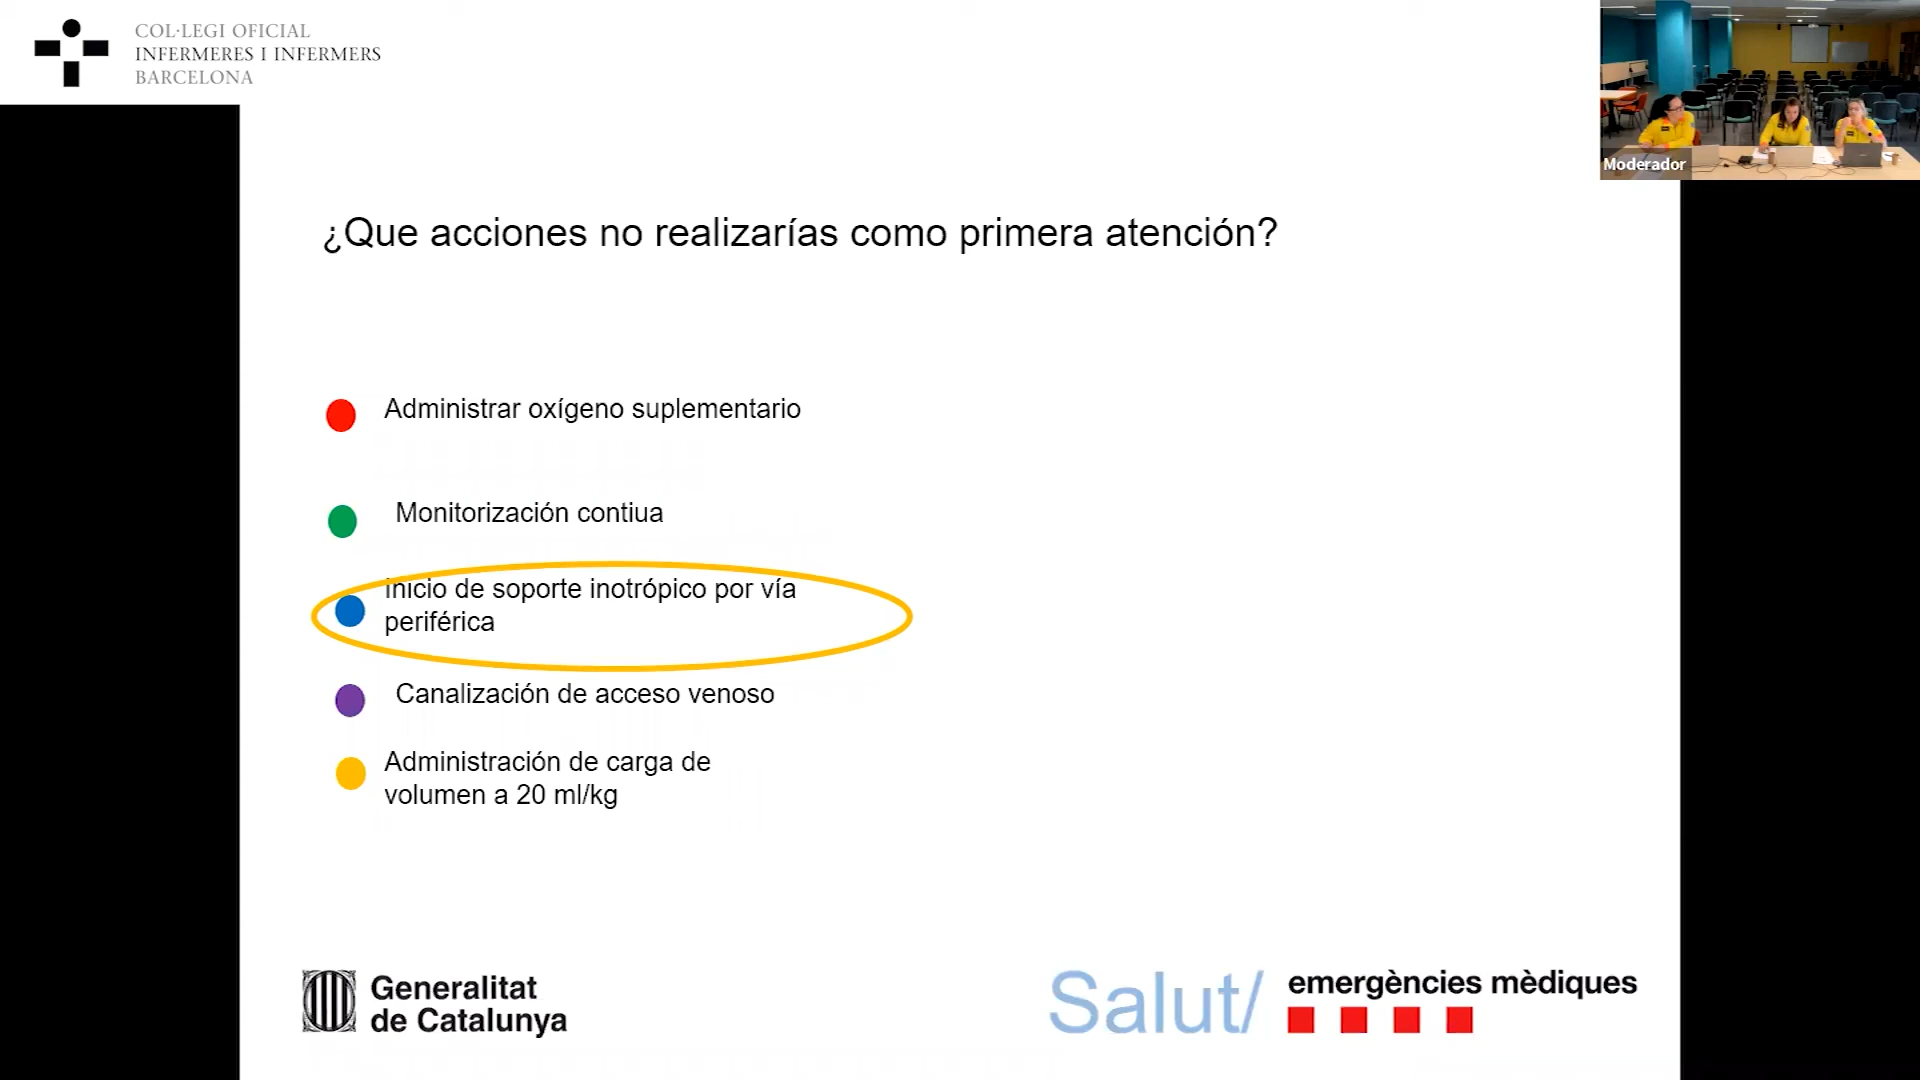 COL·LEGI OFICIAL
INFERMERES I INFERMERS
BARCELONA
Moderador
¿Que acciones no realizarías como primera atención?
Administrar oxígeno suplementario
Monitorización contiua
Inicio de soporte inotrópico por vía
periférica
Canalización de acceso venoso
Administración de carga de
volumen a 20 ml/kg
Generalitat
de Catalunya
Salut/
emergències mèdiques